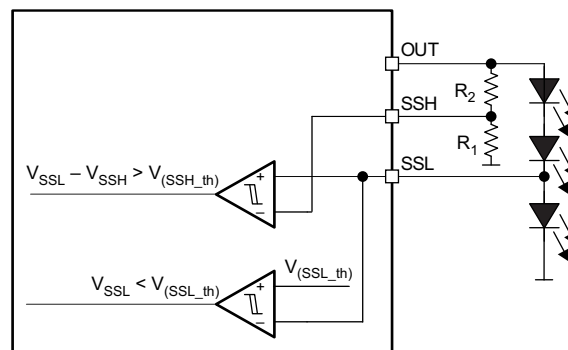 OUT
R2
SSH
R1
SSL
VSSL – VSSH > V(SSH_th)
+
–
V(SSL_th)
VSSL < V(SSL_th)
+
–